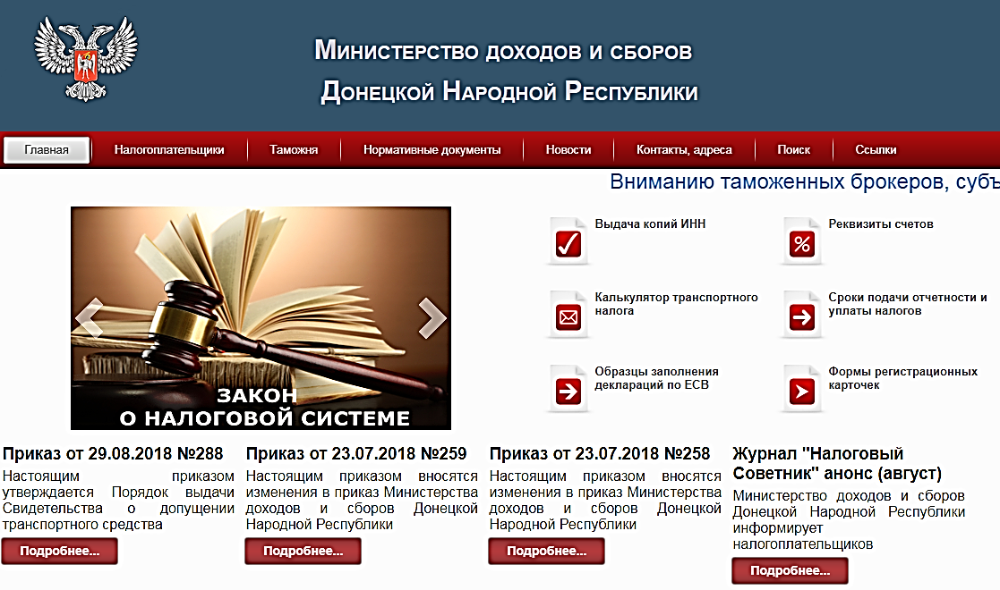 Министерство доходов и сборов
Донецкой Народной Республики
Главная
Налогоплательщики
Таможня
Нормативные документы
Новости
Контакты, адреса
Поиск
Ссылки
Вниманию таможенных брокеров, субъ
ЗАКОН
О НАЛОГОВОЙ СИСТЕМЕ
Выдача копий ИНН
Реквизиты счетов
Калькулятор транспортного
налога
Сроки подачи отчетности и
уплаты налогов
Образцы заполнения
деклараций по ЕСВ
Формы регистрационных
карточек
Приказ от 29.08.2018 №288
Настоящим приказом
утверждается Порядок выдачи
Свидетельства о допущении
транспортного средства
Подробнее...
Приказ от 23.07.2018 №259
Настоящим приказом вносятся
изменения в приказ Министерства
доходов и сборов Донецкой
Народной Республики
Подробнее...
Приказ от 23.07.2018 №258
Настоящим приказом вносятся
изменения в приказ Министерства
доходов и сборов Донецкой
Народной Республики
Подробнее...
Журнал "Налоговый
Советник" анонс (август)
Министерство доходов и сборов
Донецкой Народной Республики
информирует
налогоплательщиков
Подробнее...